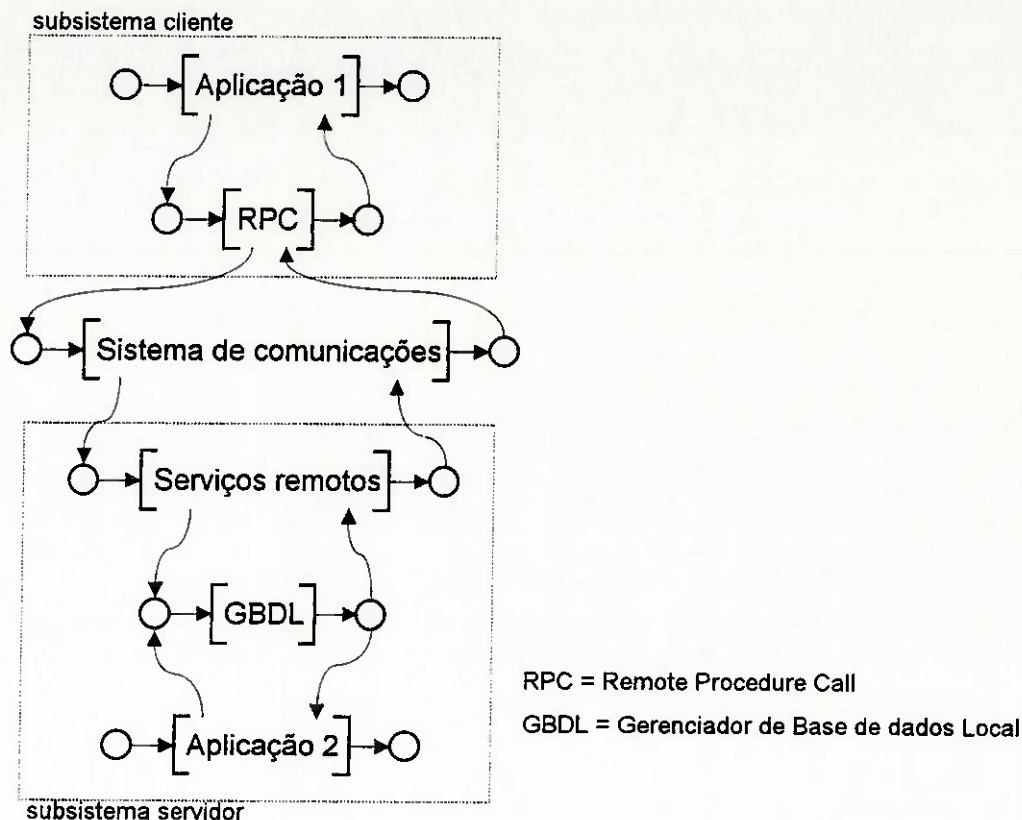 subsistema cliente
Aplicação 1
RPC
Sistema de comunicações
Serviços remotos
GBDL
RPC = Remote Procedure Call
GBDL = Gerenciador de Base de dados Local
Aplicação 2
subsistema servidor